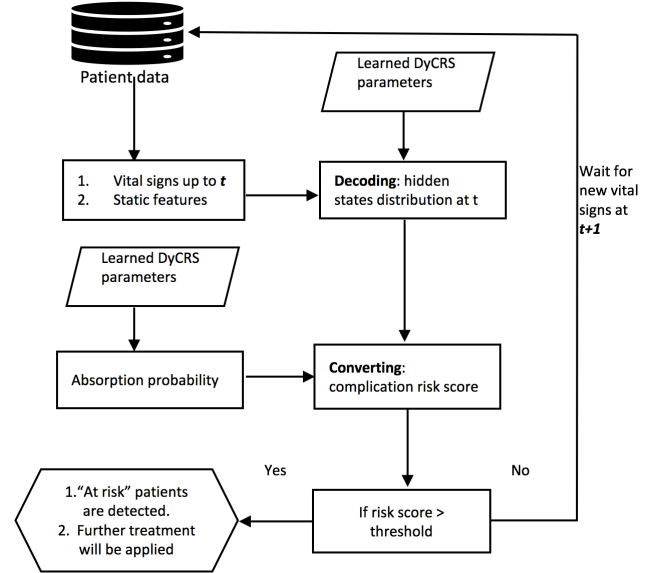 Patient data
Learned DyCRS
parameters
1. Vital signs up to t
2. Static features
Decoding: hidden
states distribution at t
Wait for
new vital
signs at
t+1
Learned DyCRS
parameters
Absorption probability
Converting:
complication risk score
Yes
No
1.“At risk” patients
are detected.
2. Further treatment
will be applied
If risk score >
threshold